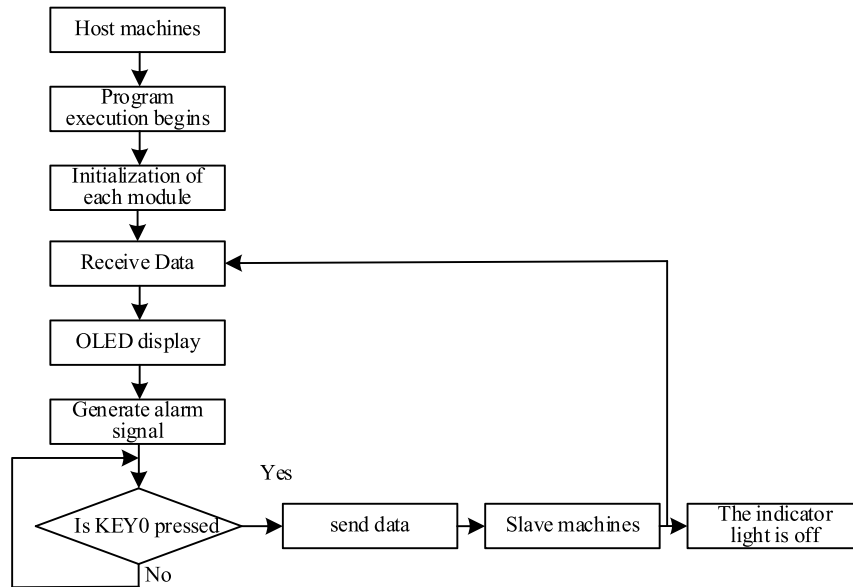 Host machines
Program
execution begins
Initialization of
each module
Receive Data
OLED display
Generate alarm
signal
Yes
Is KEY0 pressed
send data
Slave machines
The indicator
light is off
No